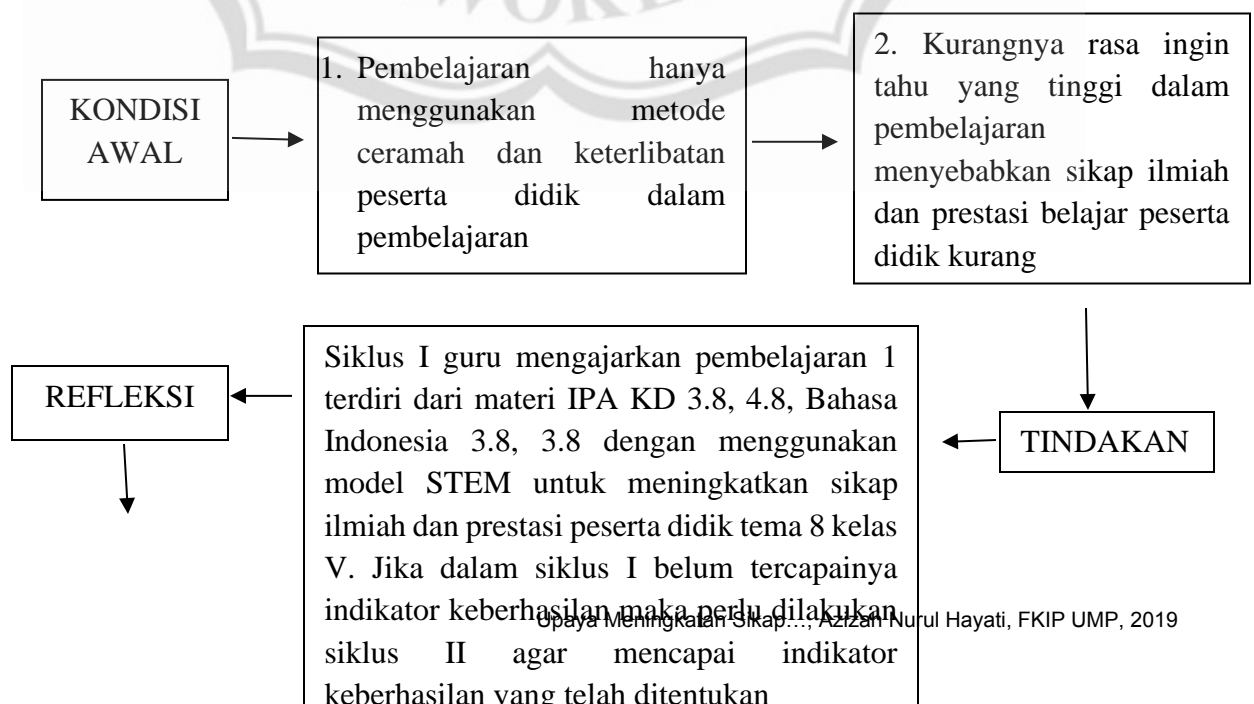 WOKE
KONDISI
AWAL
1. Pembelajaran hanya
menggunakan metode
ceramah dan keterlibatan
peserta didik dalam
pembelajaran
2. Kurangnya rasa ingin
tahu yang tinggi dalam
pembelajaran
menyebabkan sikap ilmiah
dan prestasi belajar peserta
didik kurang
TINDAKAN
Siklus I guru mengajarkan pembelajaran 1
terdiri dari materi IPA KD 3.8, 4.8, Bahasa
Indonesia 3.8, 3.8 dengan menggunakan
model STEM untuk meningkatkan sikap
ilmiah dan prestasi peserta didik tema 8 kelas
V. Jika dalam siklus I belum tercapainya
indikator keberhasilan maka perlu dilakukan
siklus II agar mencapai indikator
keberhasilan yang telah ditentukan
REFLEKSI
Upaya Meningkatan Sikap…, Azizah Nurul Hayati, FKIP UMP, 2019